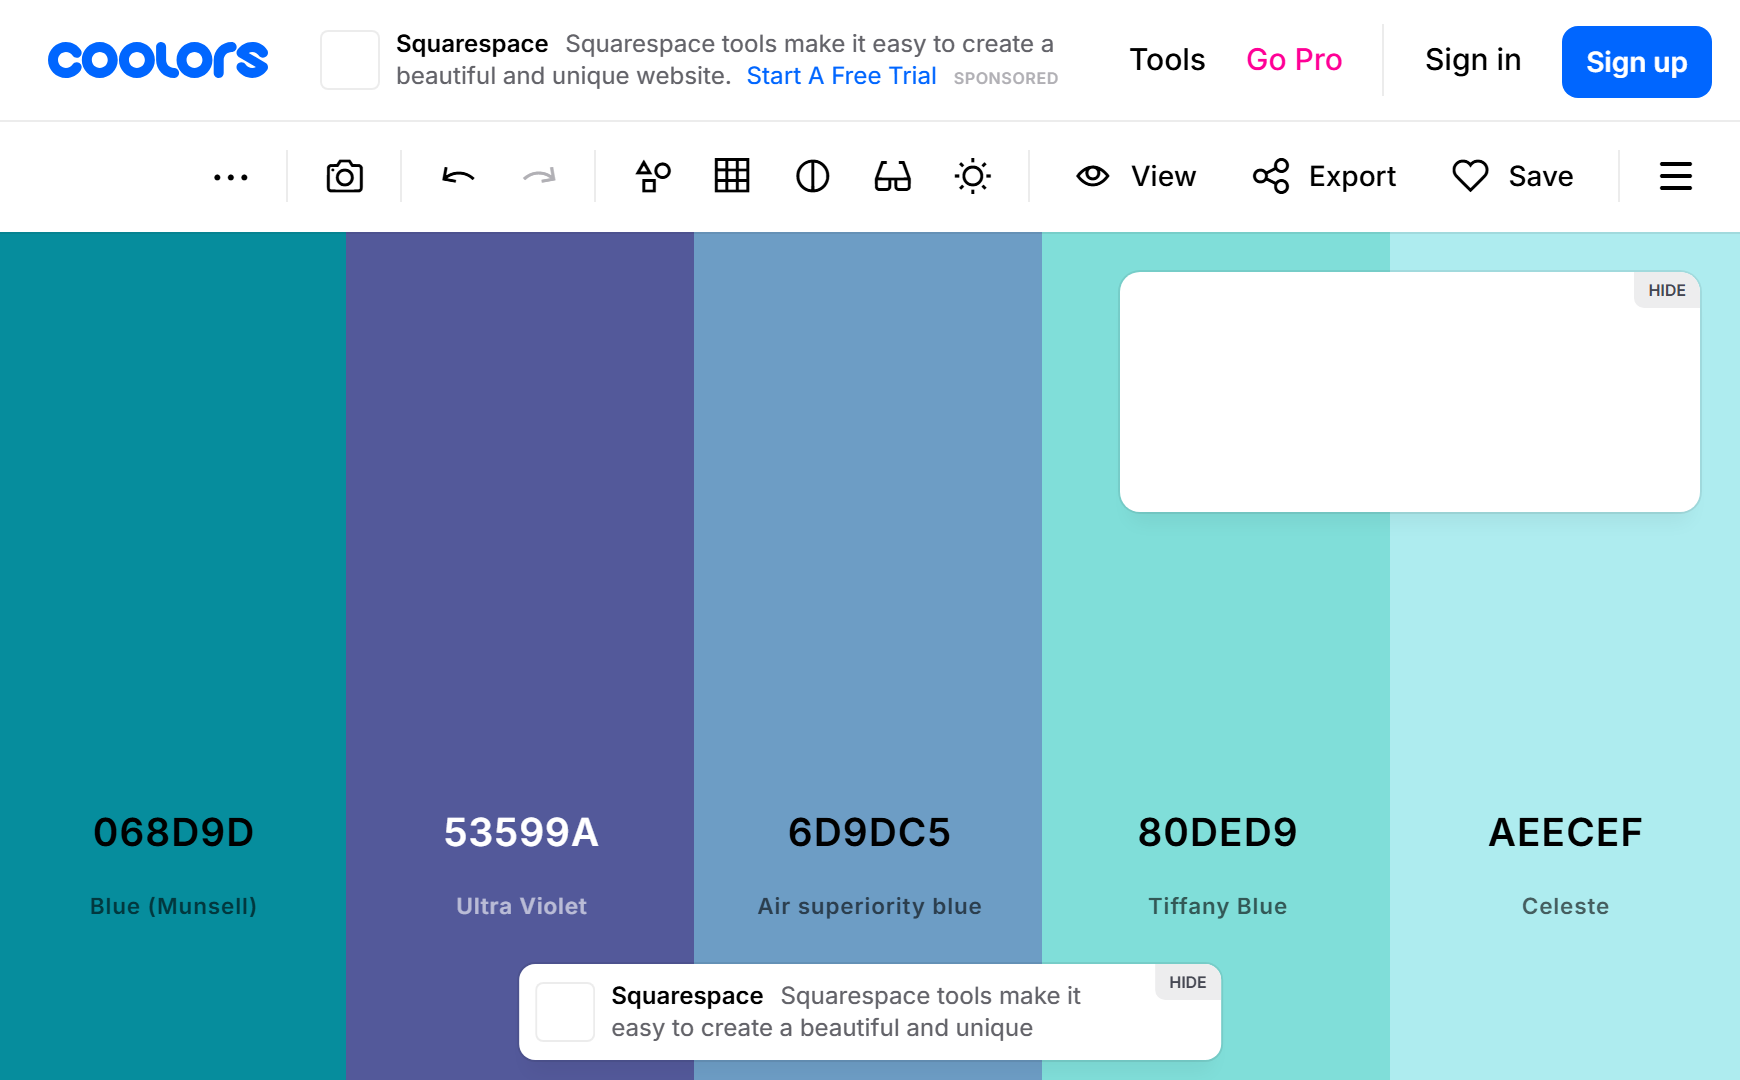 coolors
Squarespace Squarespace tools make it easy to create a
beautiful and unique website. Start A Free Trial SPONSORED
Tools
Go Pro
Sign in
Sign up
View
Export
Save
HIDE
068D9D
53599A
6D9DC5
80DED9
AEECEF
Blue (Munsell)
Ultra Violet
Air superiority blue
Tiffany Blue
Celeste
Squarespace Squarespace tools make it
easy to create a beautiful and unique
HIDE